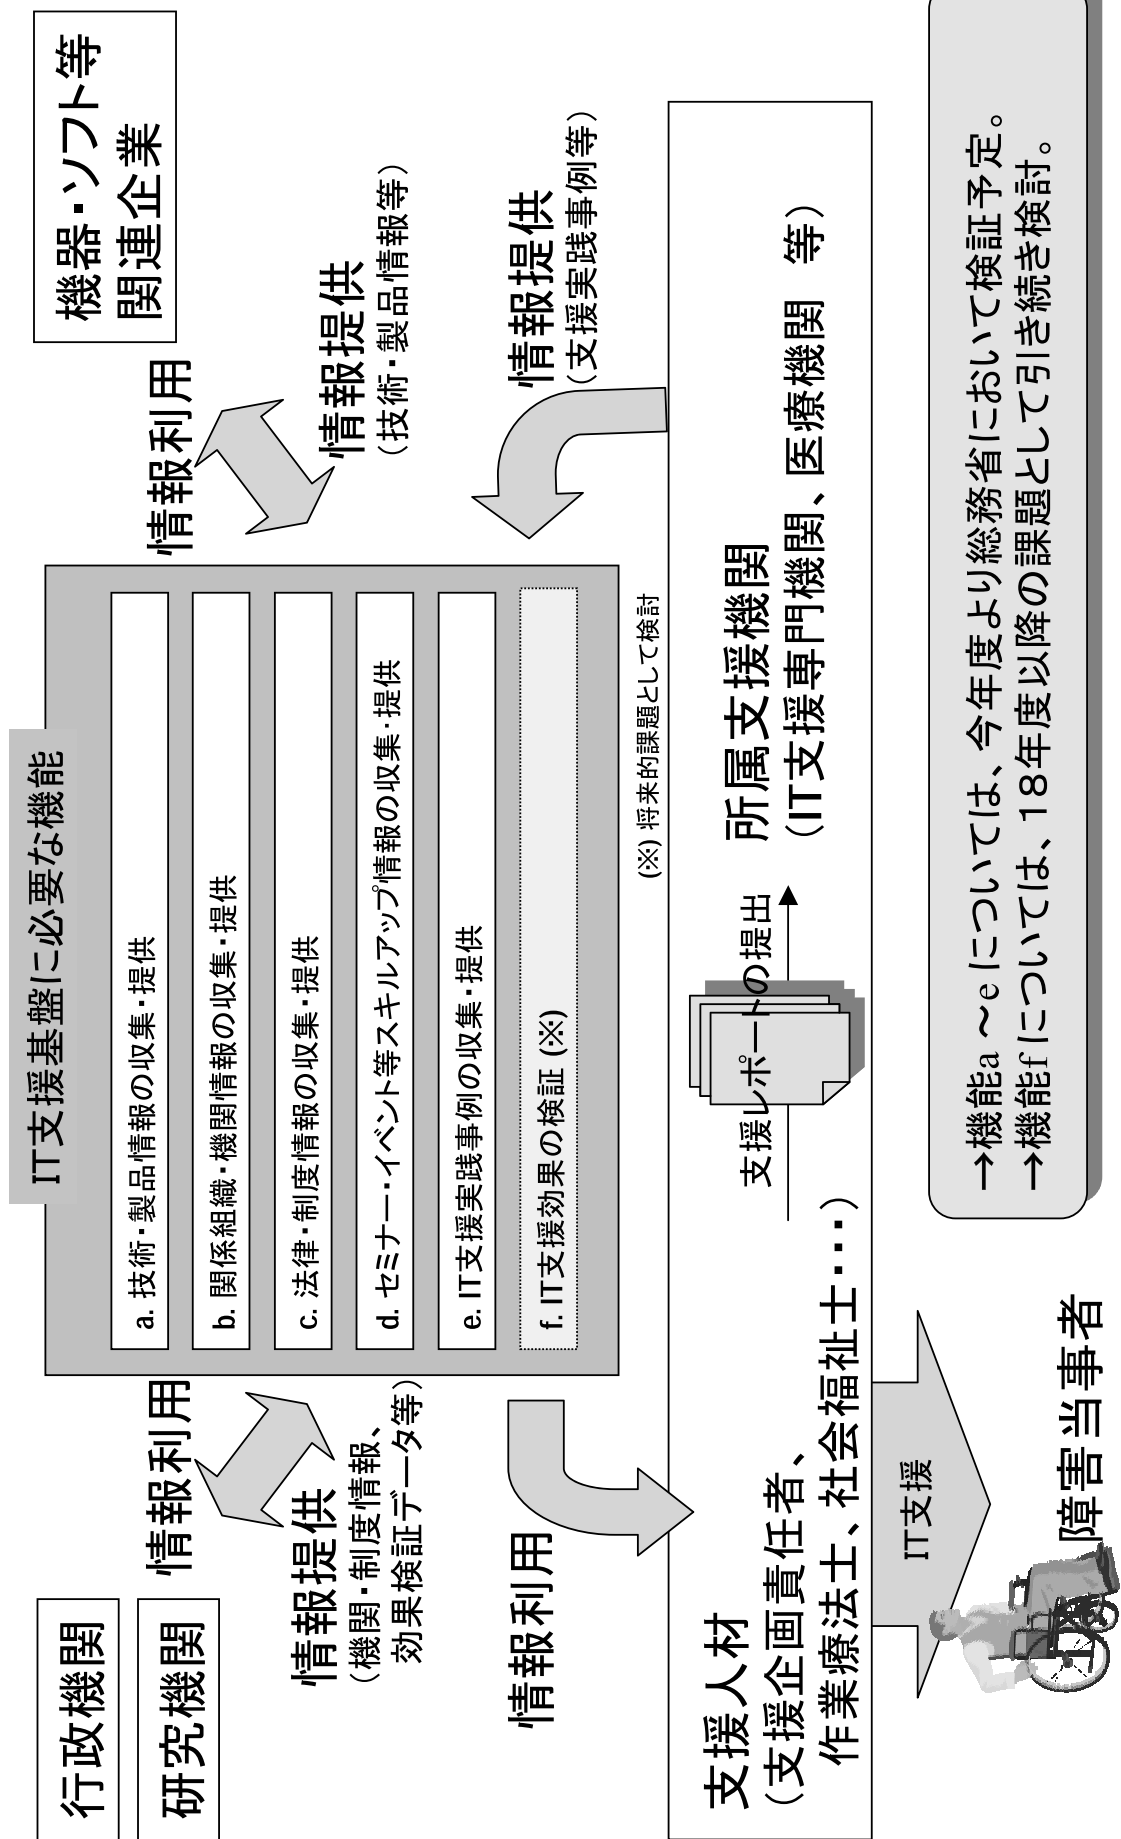 IT支援基盤に必要な機能
行政機関
研究機関
機器・ソフト等
関連企業
情報利用
情報提供
（機関・制度情報、
効果検証データ等）
a. 技術・製品情報の収集・提供
b. 関係組織・機関情報の収集・提供
c. 法律・制度情報の収集・提供
d. セミナー・イベント等スキルアップ情報の収集・提供
e. IT支援実践事例の収集・提供
f. IT支援効果の検証 (※)
情報利用
情報提供
（技術・製品情報等）
情報利用
情報提供
（支援実践事例等）
(※) 将来的課題として検討
支援人材
（支援企画責任者、
作業療法士、社会福祉士・・・）
支援レポートの提出
所属支援機関
（IT支援専門機関、医療機関　等）
IT支援
障害当事者
→機能a ～e については、今年度より総務省において検証予定。
→機能f については、１８年度以降の課題として引き続き検討。